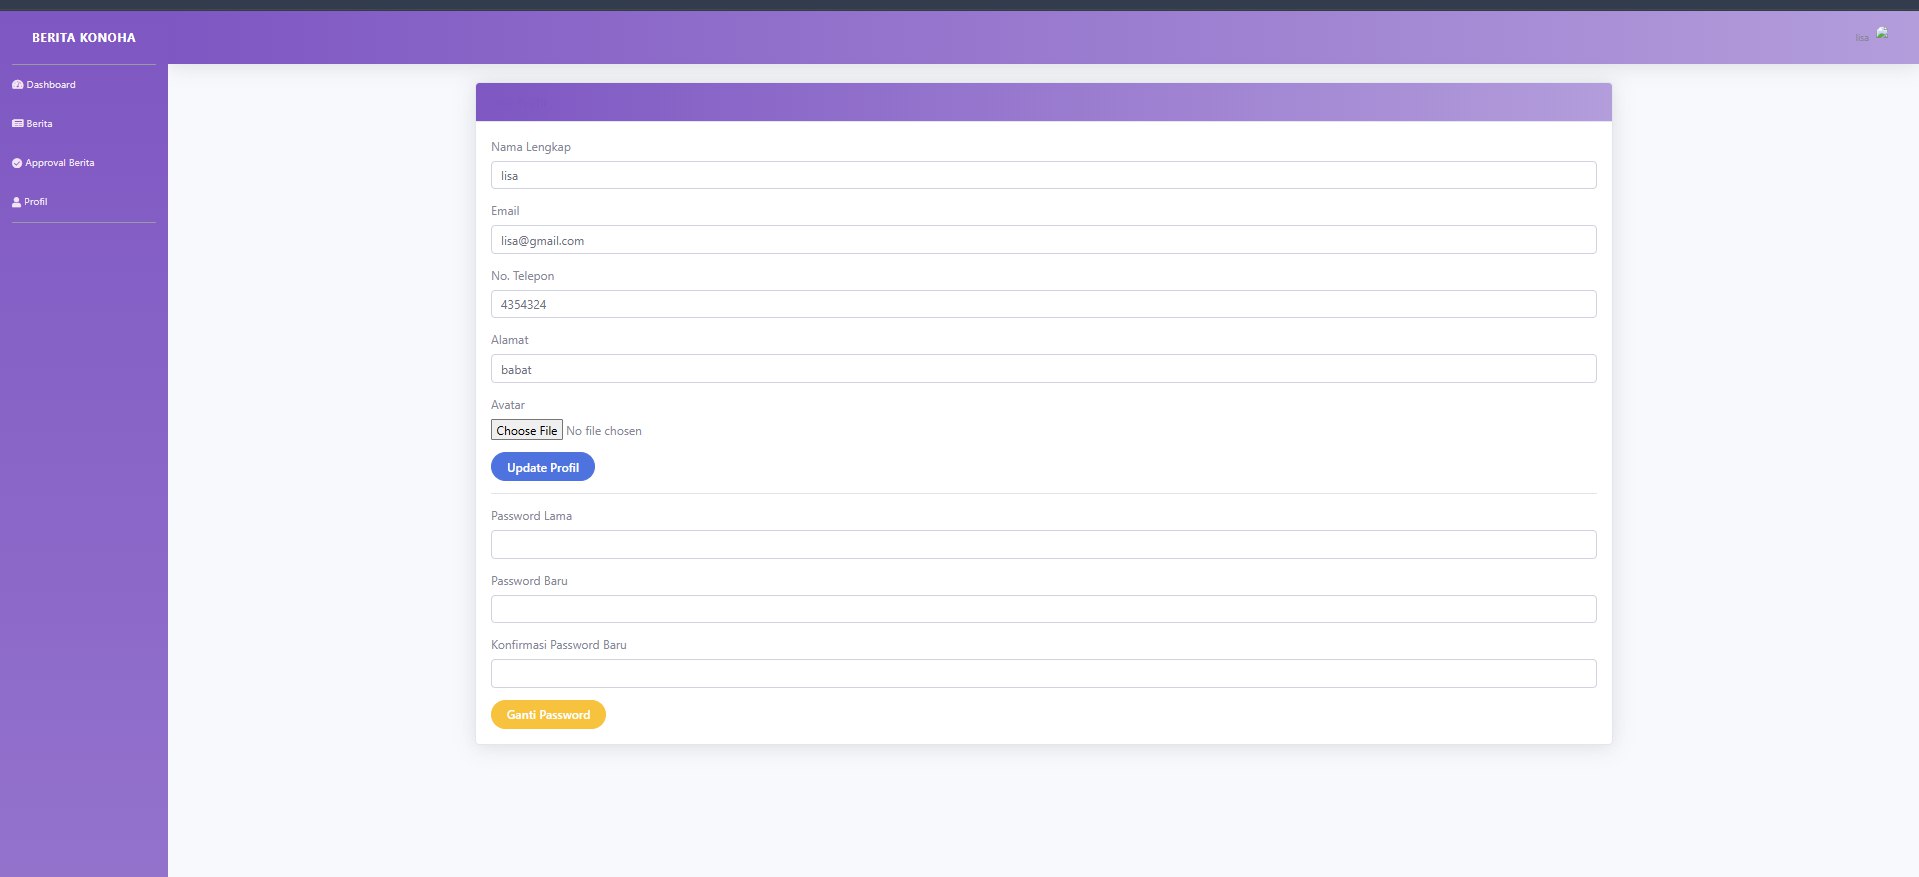 BERITA KONOHA
lisa
Dashboard
Berita
Approval Berita
Profil
Nama Lengkap
lisa
Email
lisa@gmail.com
No. Telepon
4354324
Alamat
babat
Avatar
Choose File No file chosen
Update Profil
Password Lama
Password Baru
Konfirmasi Password Baru
Ganti Password